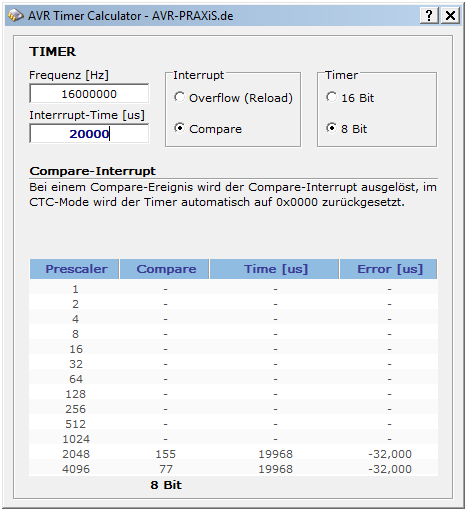 AVR Timer Calculator - AVR-PRAXiS.de
TIMER
Frequenz [Hz]
16000000
Interrrupt-Time [us]
20000
Interrupt
Overflow (Reload)
Compare
Timer
16 Bit
8 Bit
Compare-Interrupt
Bei einem Compare-Ereignis wird der Compare-Interrupt ausgelöst, im
CTC-Mode wird der Timer automatisch auf 0x0000 zurückgesetzt.
Prescaler Compare Time [us] Error [us]
1 - - -
2 - - -
4 - - -
8 - - -
16 - - -
32 - - -
64 - - -
128 - - -
256 - - -
512 - - -
1024 - - -
2048 155 19968 -32,000
4096 77 19968 -32,000
8 Bit